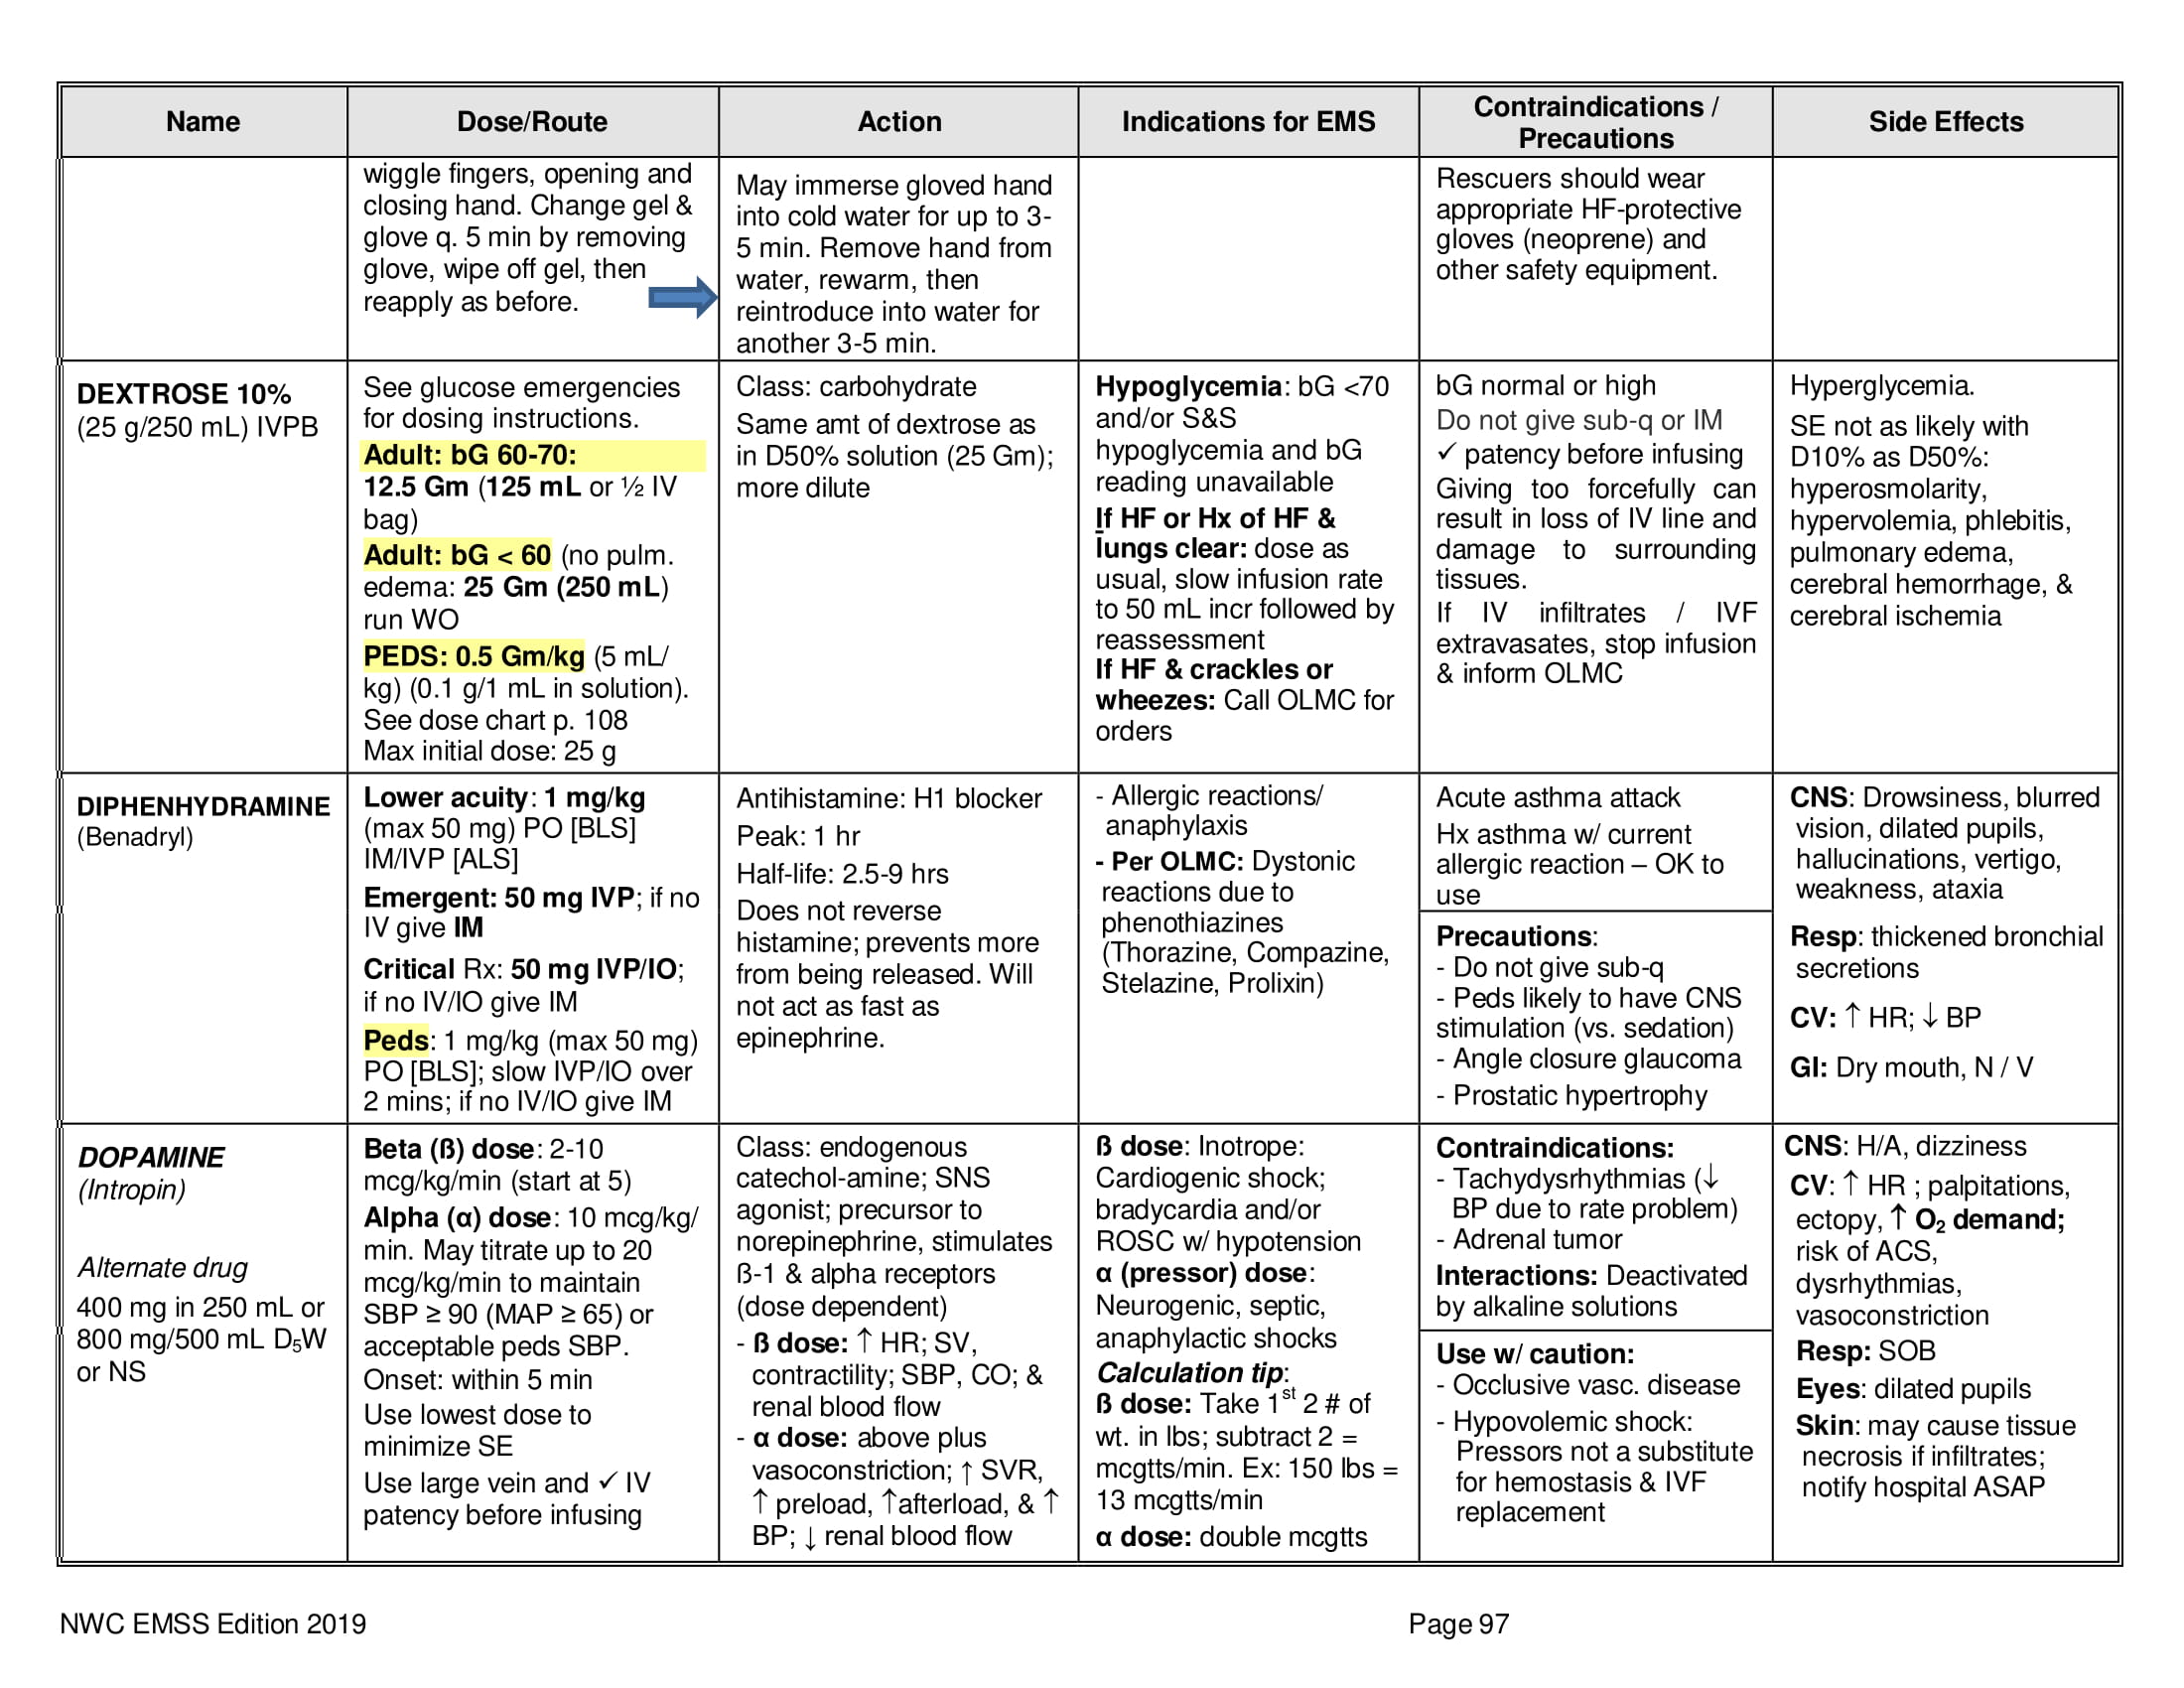 Name
Dose/Route
Action
Indications for EMS
Contraindications /
Precautions
Side Effects
wiggle fingers, opening and
closing hand. Change gel &
glove q. 5 min by removing
glove, wipe off gel, then
reapply as before.
May immerse gloved hand
into cold water for up to 3-
5 min. Remove hand from
water, rewarm, then
reintroduce into water for
another 3-5 min.
Rescuers should wear
appropriate HF-protective
gloves (neoprene) and
other safety equipment.
DEXTROSE 10%
(25 g/250 mL) IVPB
See glucose emergencies
for dosing instructions.
Adult: bG 60-70:
12.5 Gm (125 mL or ½ IV
bag)
Adult: bG < 60 (no pulm.
edema: 25 Gm (250 mL)
run WO
PEDS: 0.5 Gm/kg (5 mL/
kg) (0.1 g/1 mL in solution).
See dose chart p. 108
Max initial dose: 25 g
Class: carbohydrate
Same amt of dextrose as
in D50% solution (25 Gm);
more dilute
Hypoglycemia: bG <70
and/or S&S
hypoglycemia and bG
reading unavailable
If HF or Hx of HF &
lungs clear: dose as
usual, slow infusion rate
to 50 mL incr followed by
reassessment
If HF & crackles or
wheezes: Call OLMC for
orders
bG normal or high
Do not give sub-q or IM
✓ patency before infusing
Giving too forcefully can
result in loss of IV line and
damage to surrounding
tissues.
If IV infiltrates / IVF
extravasates, stop infusion
& inform OLMC
Hyperglycemia.
SE not as likely with
D10% as D50%:
hyperosmolarity,
hypervolemia, phlebitis,
pulmonary edema,
cerebral hemorrhage, &
cerebral ischemia
DIPHENHYDRAMINE
(Benadryl)
Lower acuity: 1 mg/kg
(max 50 mg) PO [BLS]
IM/IVP [ALS]
Emergent: 50 mg IVP; if no
IV give IM
Critical Rx: 50 mg IVP/IO;
if no IV/IO give IM
Peds: 1 mg/kg (max 50 mg)
PO [BLS]; slow IVP/IO over
2 mins; if no IV/IO give IM
Antihistamine: H1 blocker
Peak: 1 hr
Half-life: 2.5-9 hrs
Does not reverse
histamine; prevents more
from being released. Will
not act as fast as
epinephrine.
- Allergic reactions/
anaphylaxis
- Per OLMC: Dystonic
reactions due to
phenothiazines
(Thorazine, Compazine,
Stelazine, Prolixin)
Acute asthma attack
Hx asthma w/ current
allergic reaction – OK to
use
Precautions:
- Do not give sub-q
- Peds likely to have CNS
stimulation (vs. sedation)
- Angle closure glaucoma
- Prostatic hypertrophy
CNS: Drowsiness, blurred
vision, dilated pupils,
hallucinations, vertigo,
weakness, ataxia
Resp: thickened bronchial
secretions
CV: ↑ HR; ↓ BP
GI: Dry mouth, N / V
DOPAMINE
(Intropin)
Alternate drug
400 mg in 250 mL or
800 mg/500 mL D₅W
or NS
Beta (ß) dose: 2-10
mcg/kg/min (start at 5)
Alpha (α) dose: 10 mcg/kg/
min. May titrate up to 20
mcg/kg/min to maintain
SBP ≥ 90 (MAP ≥ 65) or
acceptable peds SBP.
Onset: within 5 min
Use lowest dose to
minimize SE
Use large vein and ✓ IV
patency before infusing
Class: endogenous
catechol-amine; SNS
agonist; precursor to
norepinephrine, stimulates
ß-1 & alpha receptors
(dose dependent)
- ß dose: ↑ HR; SV,
contractility; SBP, CO; &
renal blood flow
- α dose: above plus
vasoconstriction; ↑ SVR,
↑ preload, ↑afterload, & ↑
BP; ↓ renal blood flow
ß dose: Inotrope:
Cardiogenic shock;
bradycardia and/or
ROSC w/ hypotension
α (pressor) dose:
Neurogenic, septic,
anaphylactic shocks
Calculation tip:
ß dose: Take 1st 2 # of
wt. in lbs; subtract 2 =
mcgtts/min. Ex: 150 lbs =
13 mcgtts/min
α dose: double mcgtts
Contraindications:
- Tachydysrhythmias (↓
BP due to rate problem)
- Adrenal tumor
Interactions: Deactivated
by alkaline solutions
Use w/ caution:
- Occlusive vasc. disease
- Hypovolemic shock:
Pressors not a substitute
for hemostasis & IVF
replacement
CNS: H/A, dizziness
CV: ↑ HR ; palpitations,
ectopy, ↑ O₂ demand;
risk of ACS,
dysrhythmias,
vasoconstriction
Resp: SOB
Eyes: dilated pupils
Skin: may cause tissue
necrosis if infiltrates;
notify hospital ASAP
NWC EMSS Edition 2019
Page 97